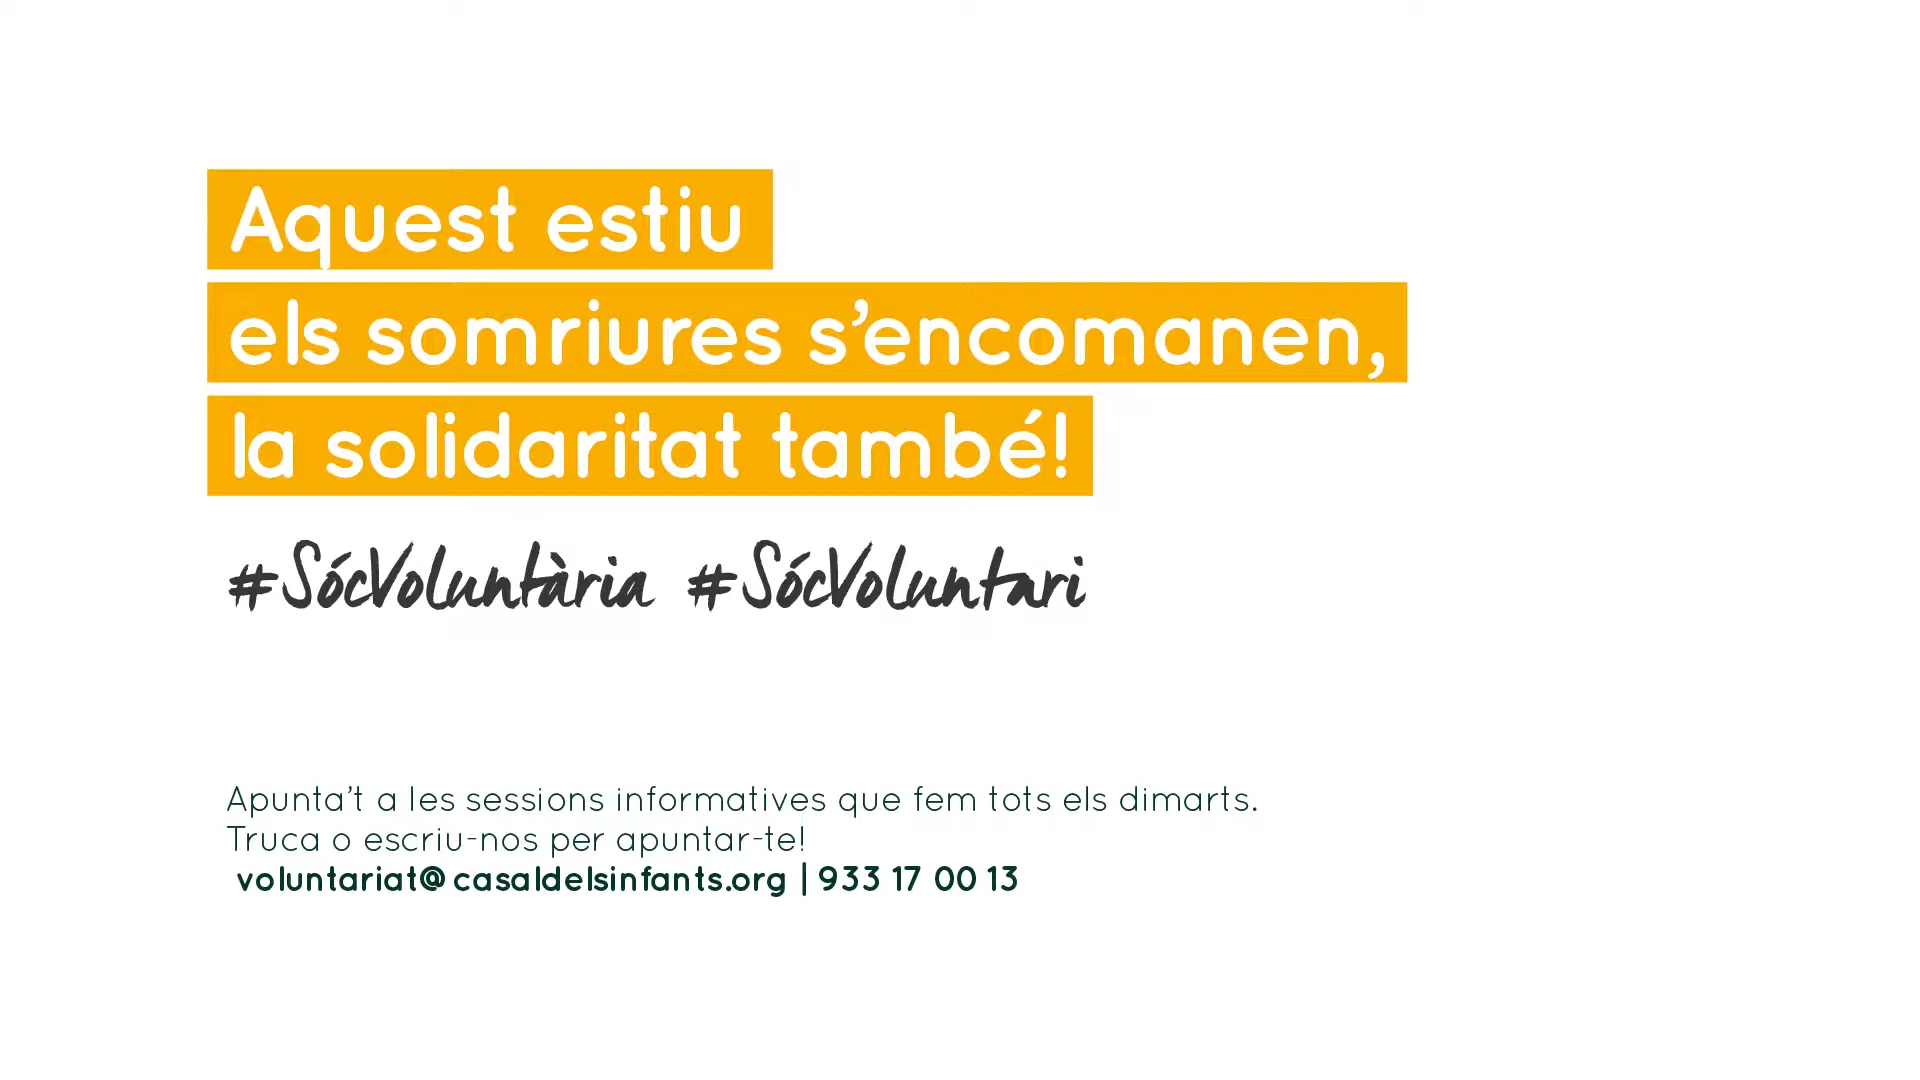 Aquest estiu
els somriures s’encomanen,
la solidaritat també!
#SócVoluntària #SócVoluntari
Apunta’t a les sessions informatives que fem tots els dimarts.
Truca o escriu-nos per apuntar-te!
voluntariat@casaldelsinfants.org | 933 17 00 13